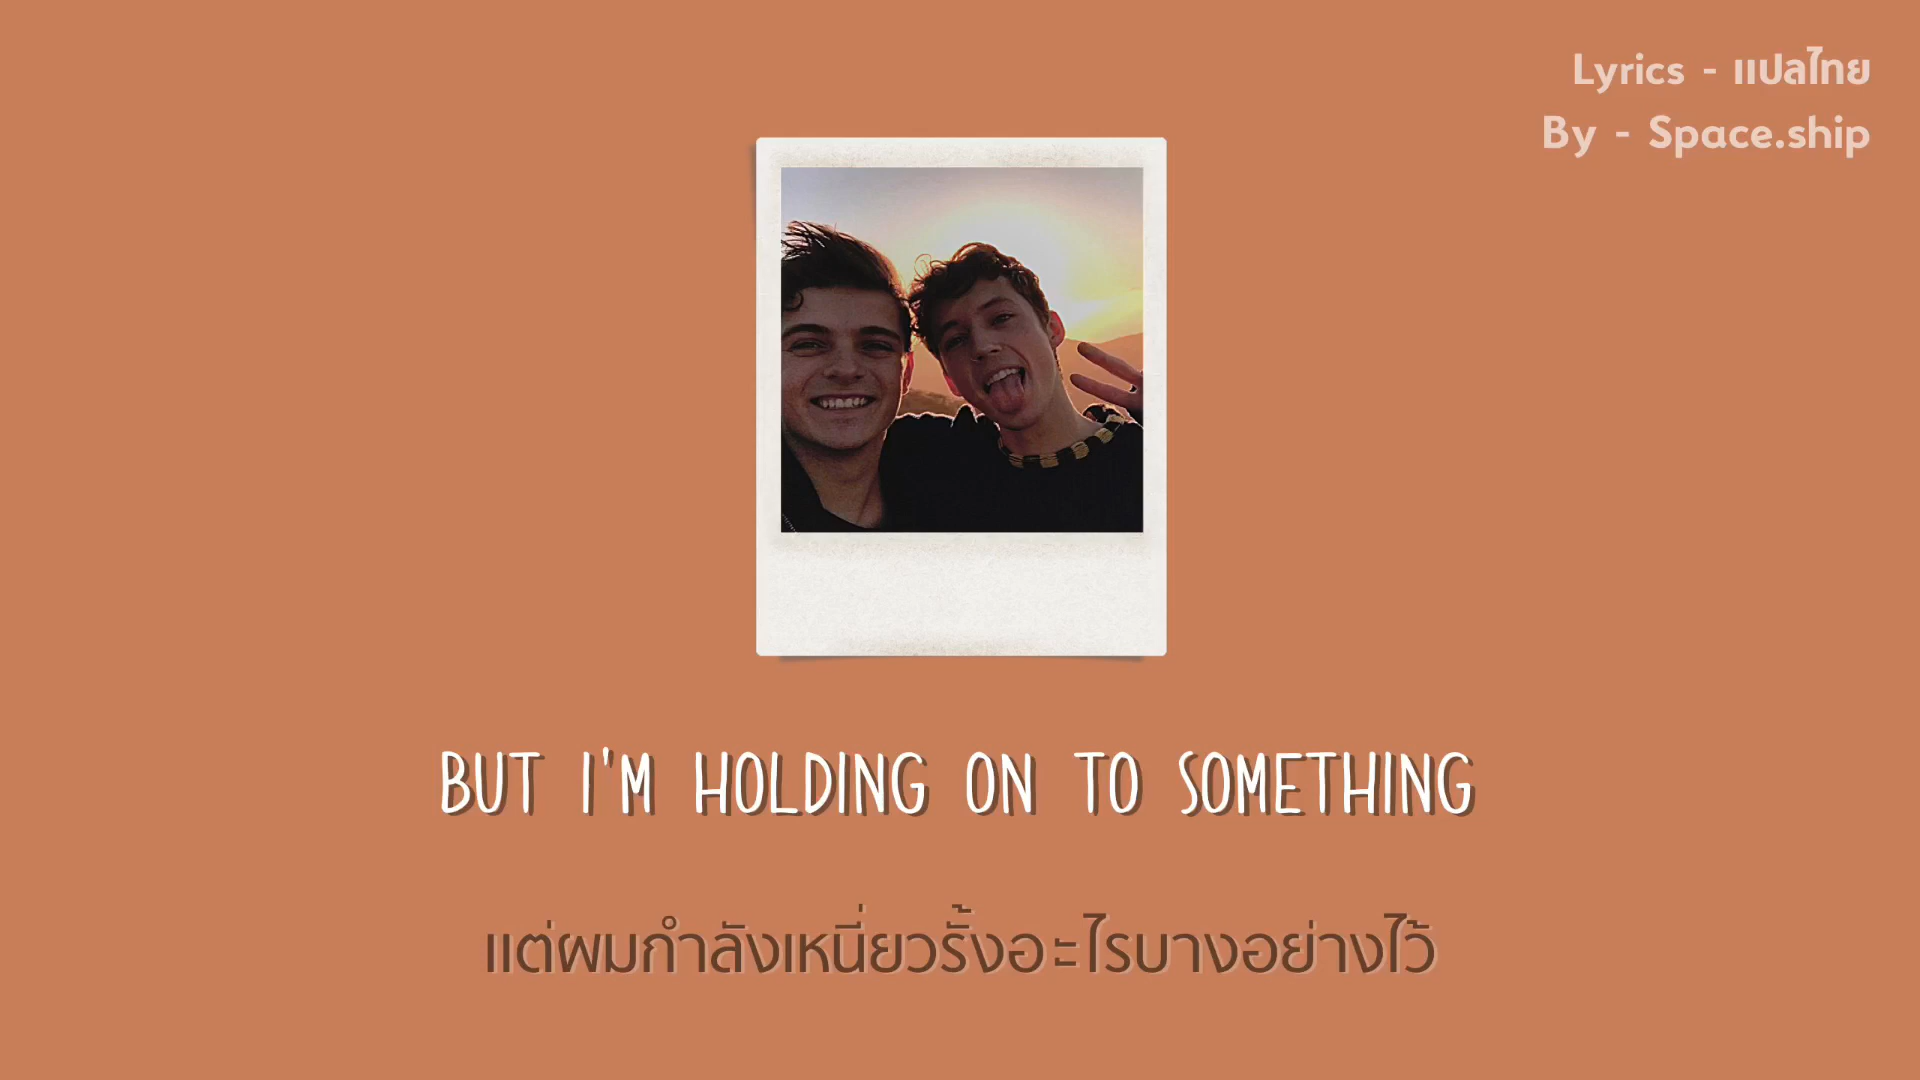 Lyrics - แปลไทย
By - Space.ship
BUT I'M HOLDING ON TO SOMETHING
แต่ผมกำลังเหนี่ยวรั้งอะไรบางอย่างไว้